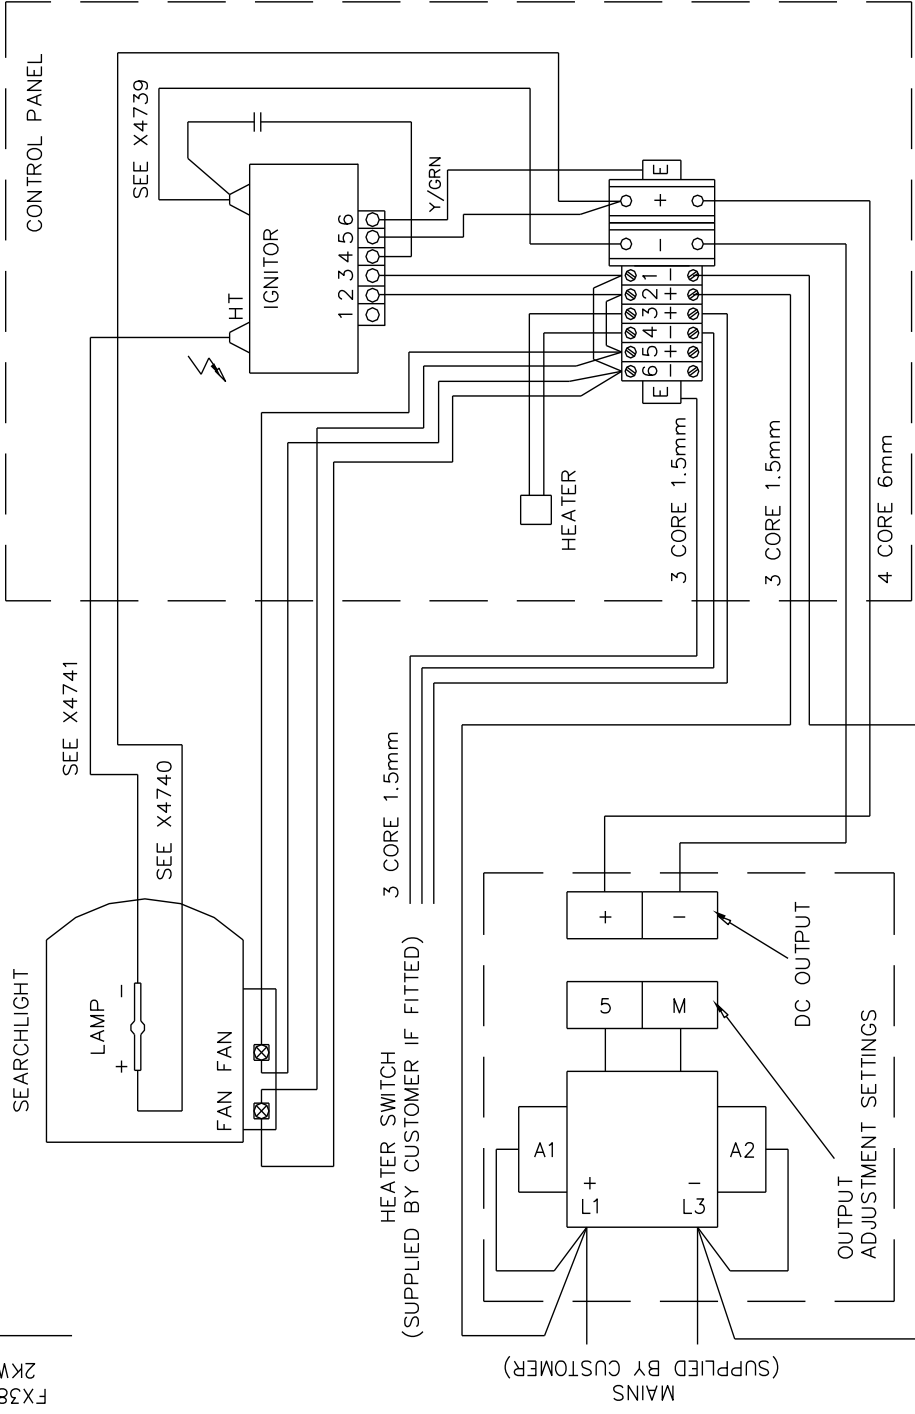 CONTROL PANEL
SEE X4739
HT
IGNITOR
1 2 3 4 5 6
Y/GRN
E
+
−
1 −
2 +
3 +
4 −
5 +
6 −
E
HEATER
3 CORE 1.5mm
3 CORE 1.5mm
4 CORE 6mm
SEE X4741
SEE X4740
3 CORE 1.5mm
SEARCHLIGHT
LAMP
+ −
FAN FAN
HEATER SWITCH
(SUPPLIED BY CUSTOMER IF FITTED)
+
−
DC OUTPUT
5
M
OUTPUT
ADJUSTMENT SETTINGS
A1
A2
+
L1
−
L3
MAINS
(SUPPLIED BY CUSTOMER)
FX38
2KW